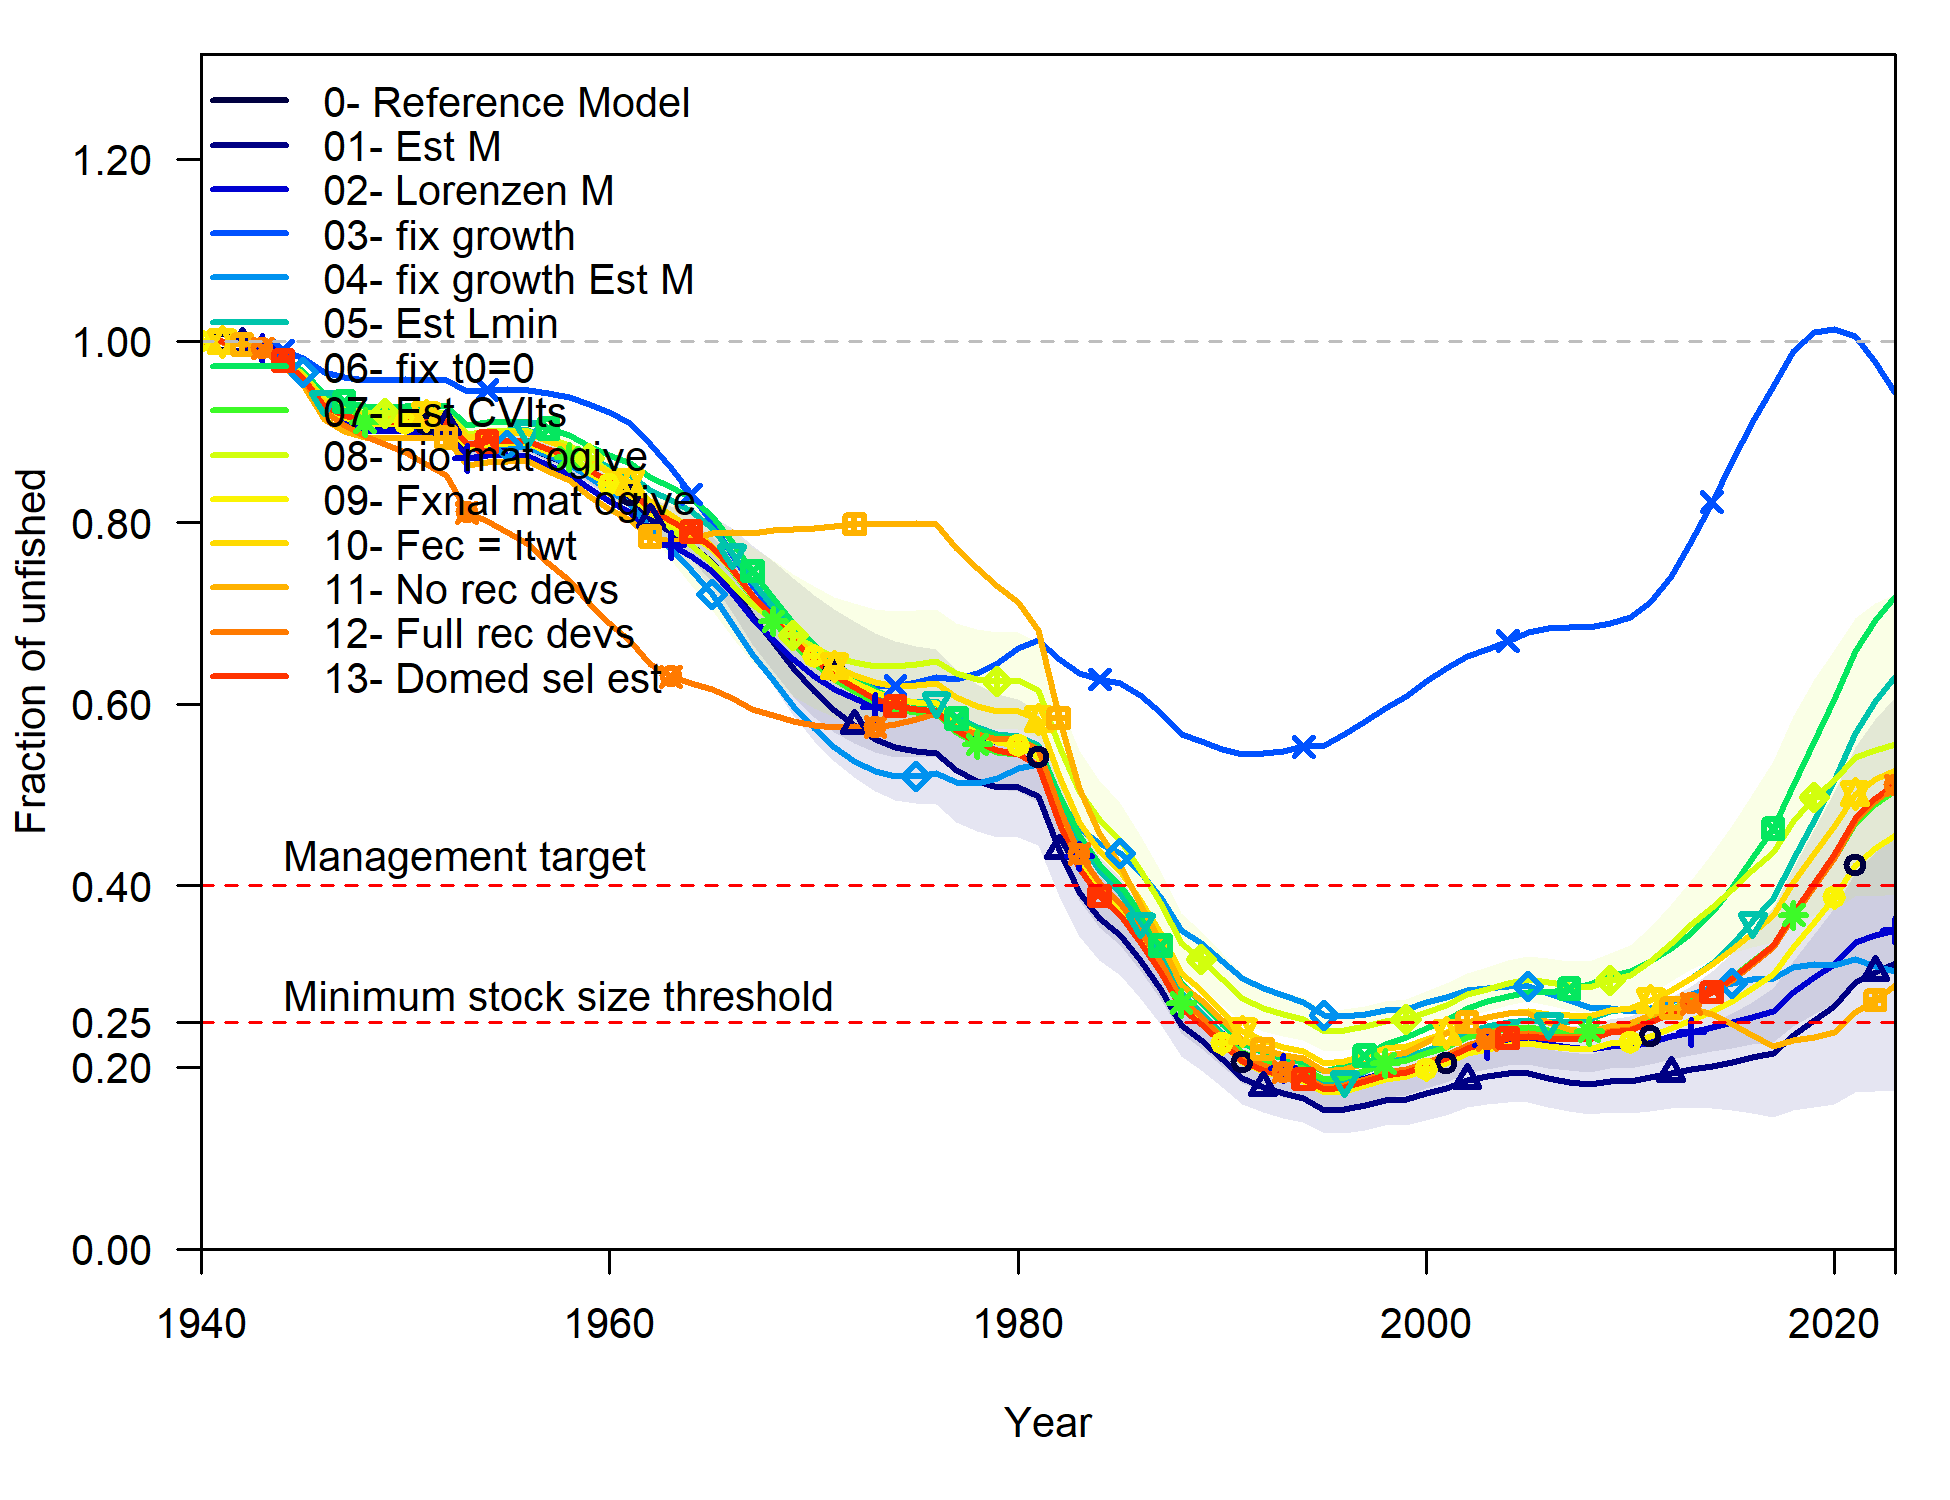 0- Reference Model
01- Est M
02- Lorenzen M
03- fix growth
04- fix growth Est M
05- Est Lmin
06- fix t0=0
07- Est CVlts
08- bio mat ogive
09- Fxnal mat ogive
10- Fec = ltwt
11- No rec devs
12- Full rec devs
13- Domed sel est
Management target
Minimum stock size threshold
Fraction of unfished
1.20
1.00
0.80
0.60
0.40
0.25
0.20
0.00
1940 1960 1980 2000 2020
Year